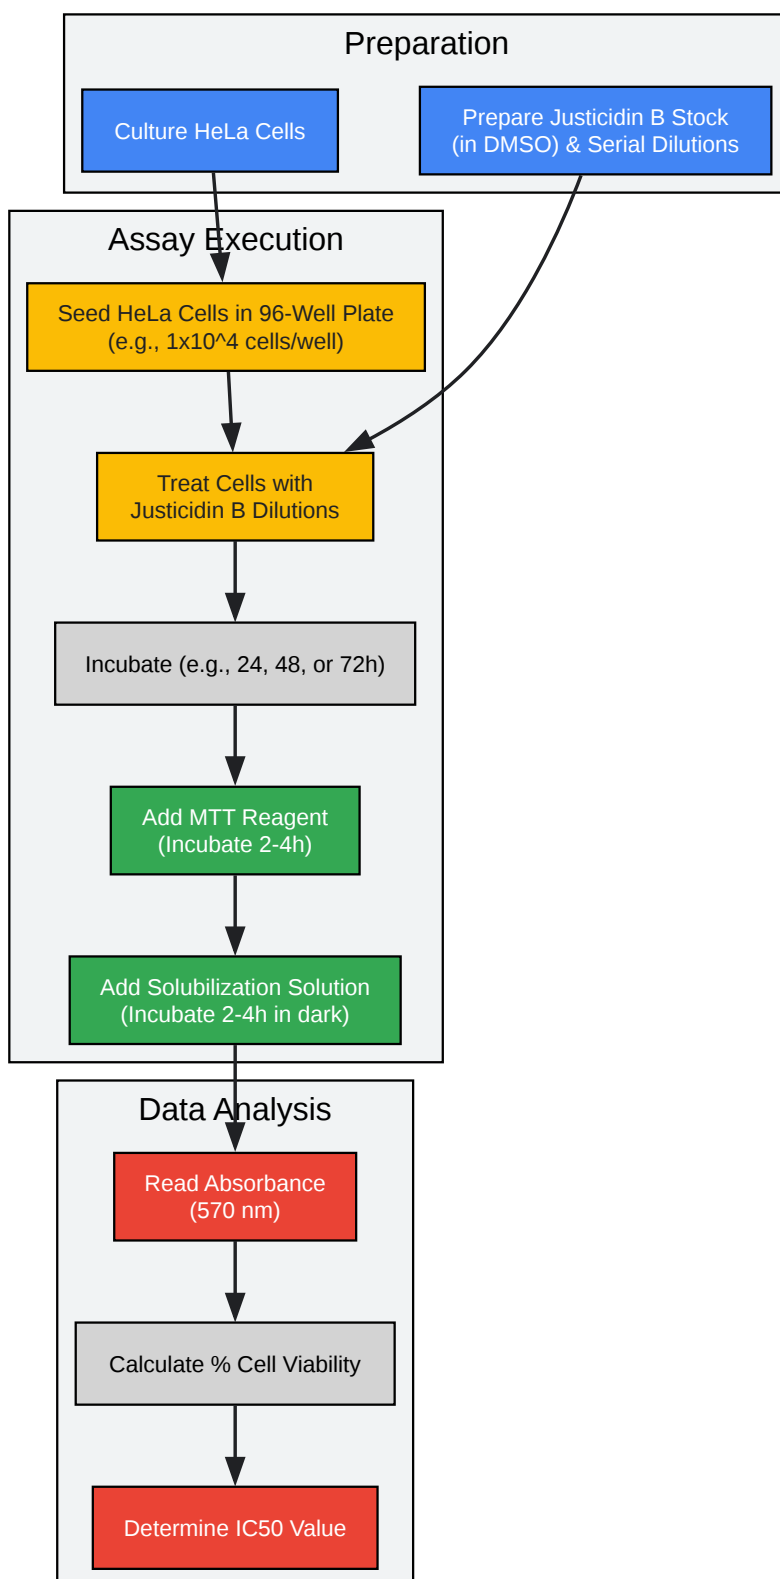 Preparation
Culture HeLa Cells
Prepare Justicidin B Stock
(in DMSO) & Serial Dilutions
Assay Execution
Seed HeLa Cells in 96-Well Plate
(e.g., 1x10^4 cells/well)
Treat Cells with
Justicidin B Dilutions
Incubate (e.g., 24, 48, or 72h)
Add MTT Reagent
(Incubate 2-4h)
Add Solubilization Solution
(Incubate 2-4h in dark)
Data Analysis
Read Absorbance
(570 nm)
Calculate % Cell Viability
Determine IC50 Value